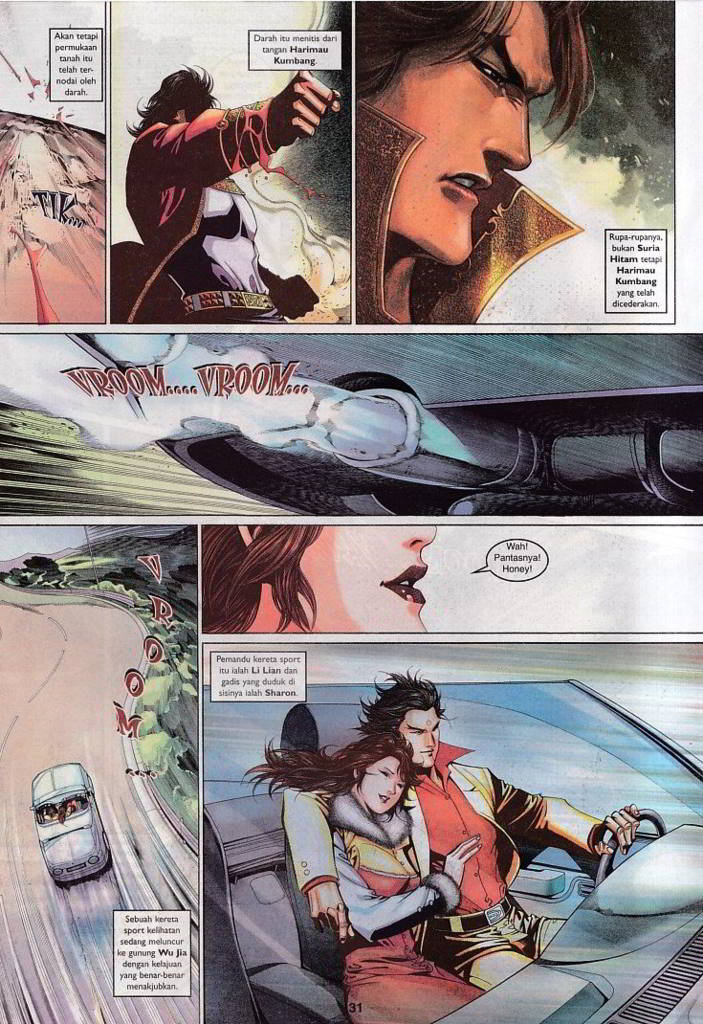 Akan tetapi
permukaan
tanah itu
telah ter-
nodai oleh
darah.
TIK....
Darah itu menitis dari
tangan Harimau
Kumbang.
Rupa-rupanya,
bukan Suria
Hitam tetapi
Harimau
Kumbang
yang telah
dicederakan.
VROOM.... VROOM...
VROOM...
Sebuah kereta
sport kelihatan
sedang meluncur
ke gunung Wu Jia
dengan kelajuan
yang benar-benar
menakjubkan.
Wah!
Pantasnya!
Honey!
Pemandu kereta sport
itu ialah Li Lian dan
gadis yang duduk di
sisinya ialah Sharon.
31